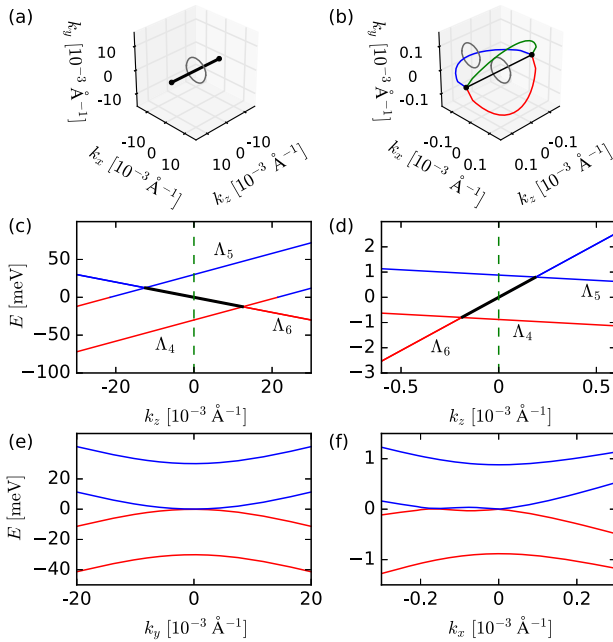 (a)
k_y [10⁻³ Å⁻¹]
10
0
-10
-10
0
10
k_x [10⁻³ Å⁻¹]
-10
0
10
k_z [10⁻³ Å⁻¹]
(b)
k_y [10⁻³ Å⁻¹]
0.1
0
-0.1
-0.1
0
0.1
k_x [10⁻³ Å⁻¹]
-0.1
0
0.1
k_z [10⁻³ Å⁻¹]
(c)
E [meV]
50
0
-50
-100
Λ₅
Λ₄
Λ₆
-20
0
20
k_z [10⁻³ Å⁻¹]
(d)
2
1
0
-1
-2
-3
Λ₅
Λ₄
Λ₆
-0.5
0
0.5
k_z [10⁻³ Å⁻¹]
(e)
E [meV]
20
0
-20
-40
-20
-10
0
10
20
k_y [10⁻³ Å⁻¹]
(f)
1
0
-1
-0.2
0
0.2
k_x [10⁻³ Å⁻¹]